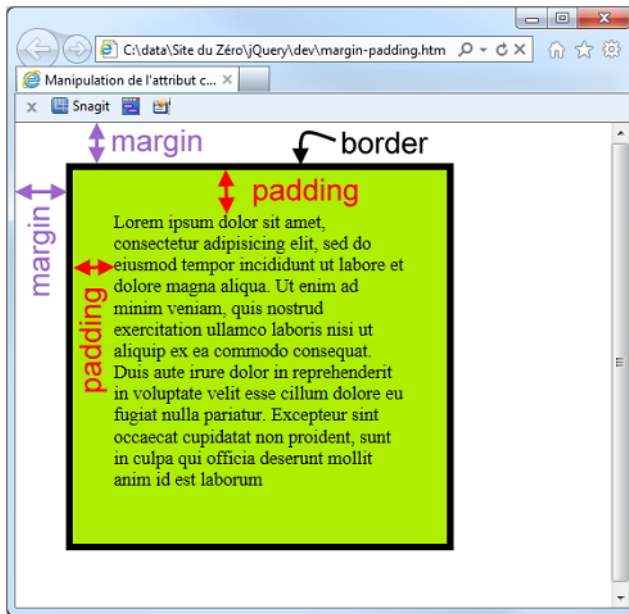 C:\data\Site du Zéro\jQuery\dev\margin-padding.htm
Manipulation de l'attribut c...
Snagit
margin
border
padding
margin
padding
Lorem ipsum dolor sit amet,
consectetur adipisicing elit, sed do
eiusmod tempor incididunt ut labore et
dolore magna aliqua. Ut enim ad
minim veniam, quis nostrud
exercitation ullamco laboris nisi ut
aliquip ex ea commodo consequat.
Duis aute irure dolor in reprehenderit
in voluptate velit esse cillum dolore eu
fugiat nulla pariatur. Excepteur sint
occaecat cupidatat non proident, sunt
in culpa qui officia deserunt mollit
anim id est laborum